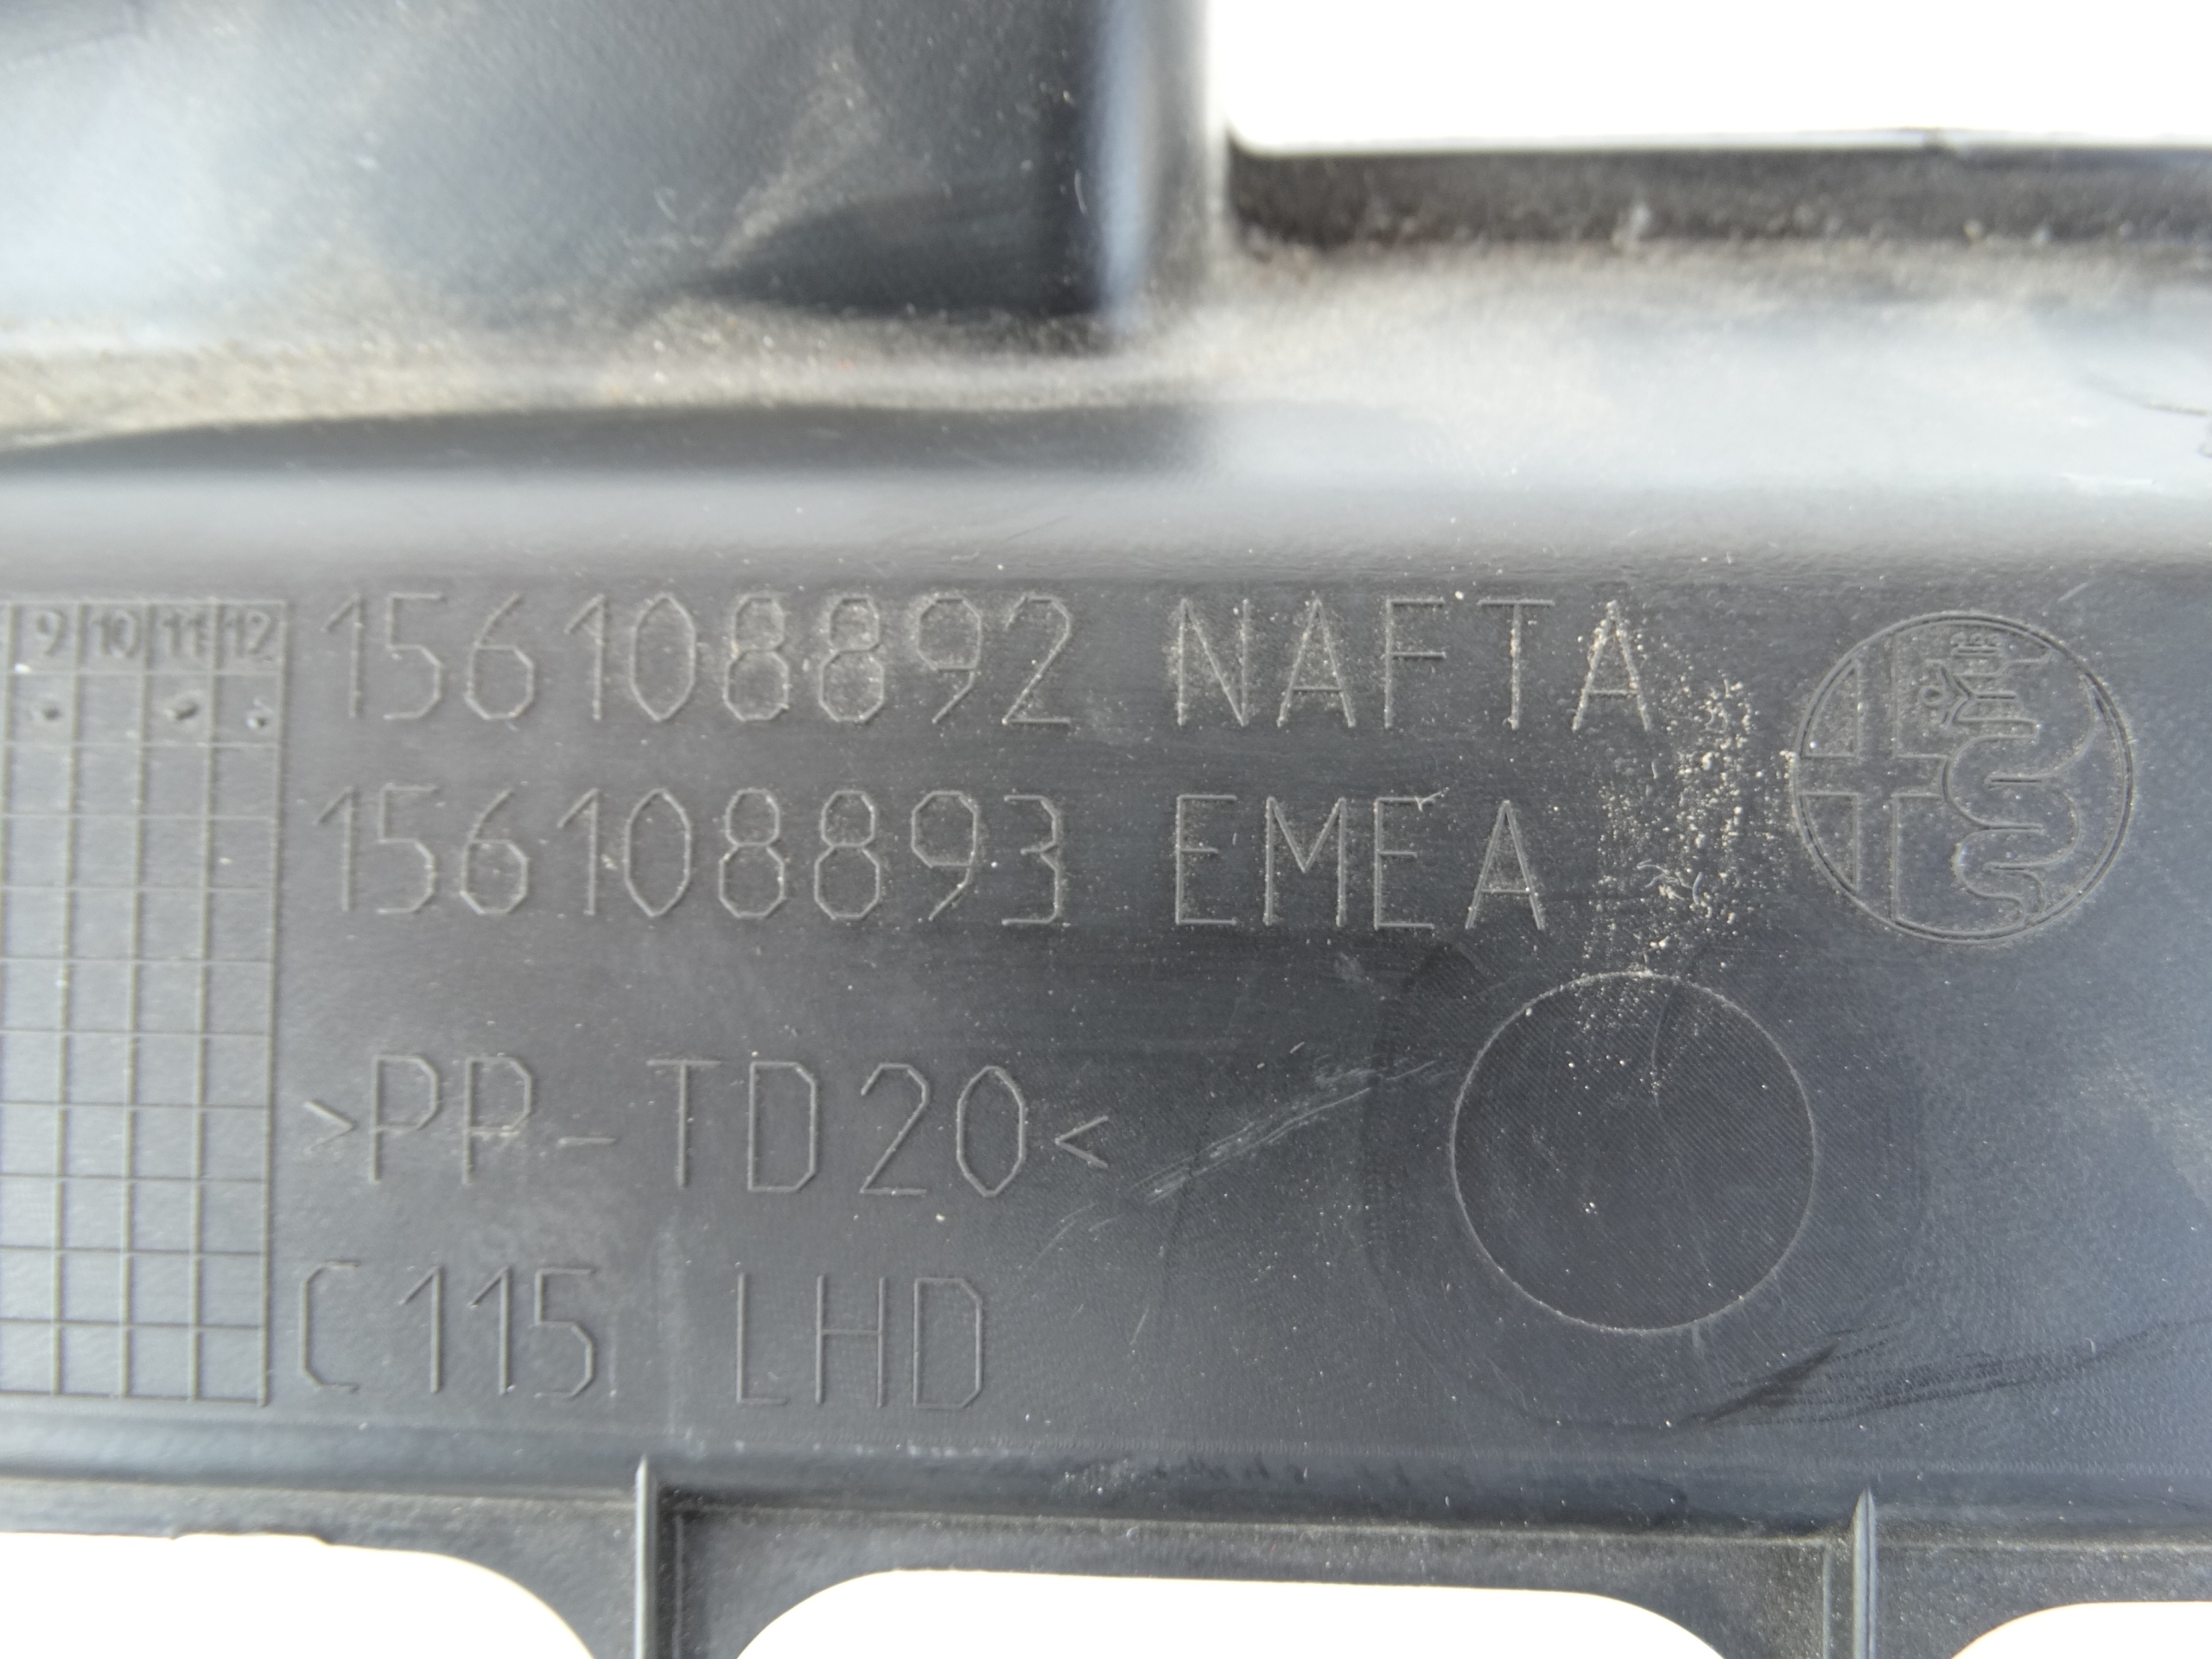 9 10 11 12
156108892 NAFTA
156108893 EMEA
>PP-TD20<
C115 LHD